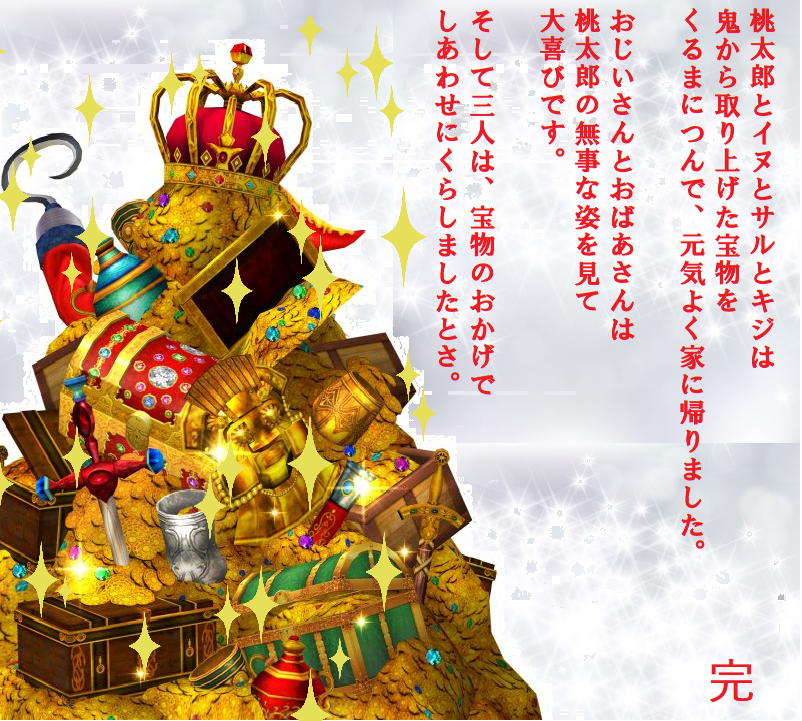 桃太郎とイヌとサルとキジは
鬼から取り上げた宝物を
くるまにつんで、元気よく家に帰りました。
おじいさんとおばあさんは
桃太郎の無事な姿を見て
大喜びです。
そして三人は、宝物のおかげで
しあわせにくらしましたとさ。
完